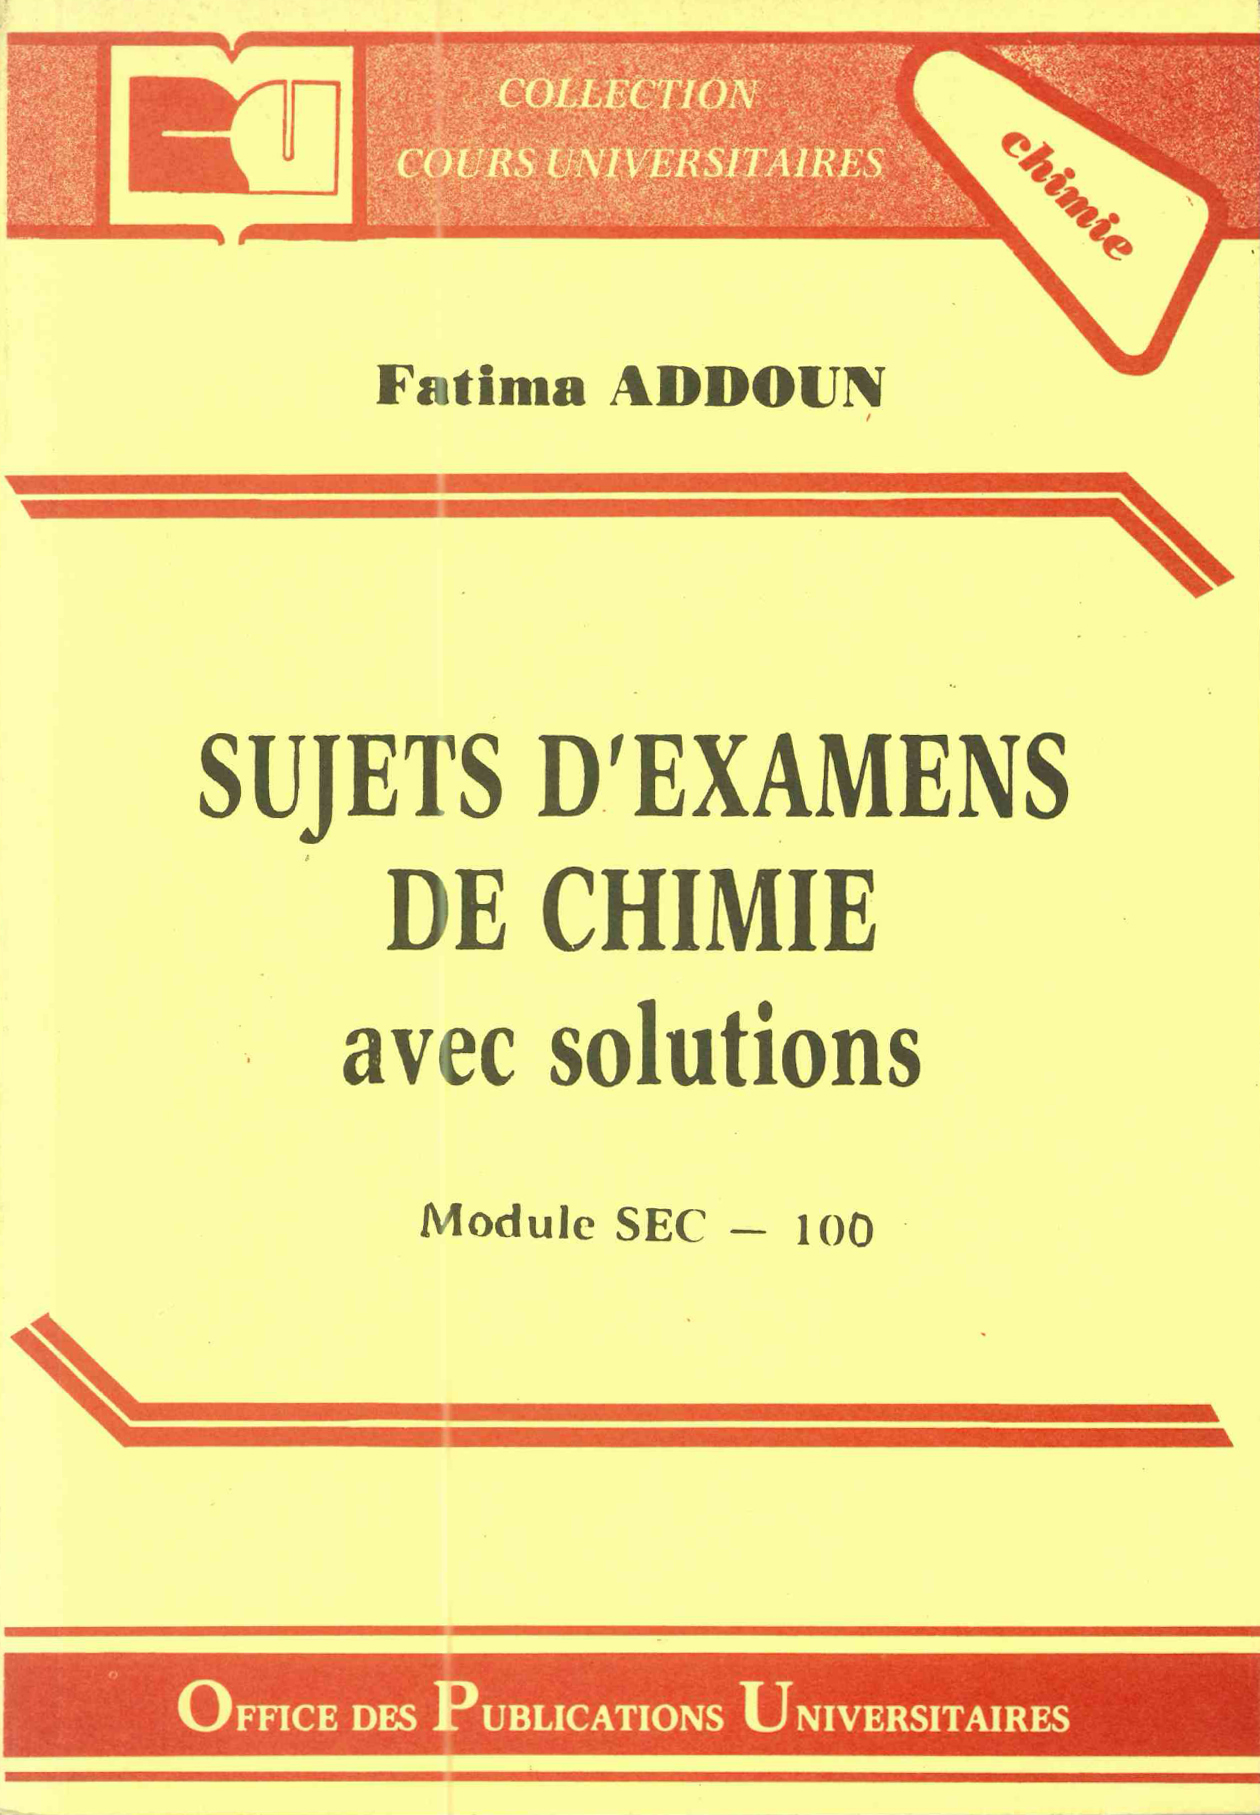 COLLECTION
COURS UNIVERSITAIRES
chimie
Fatima ADDOUN
SUJETS D'EXAMENS
DE CHIMIE
avec solutions
Module SEC — 100
OFFICE DES PUBLICATIONS UNIVERSITAIRES